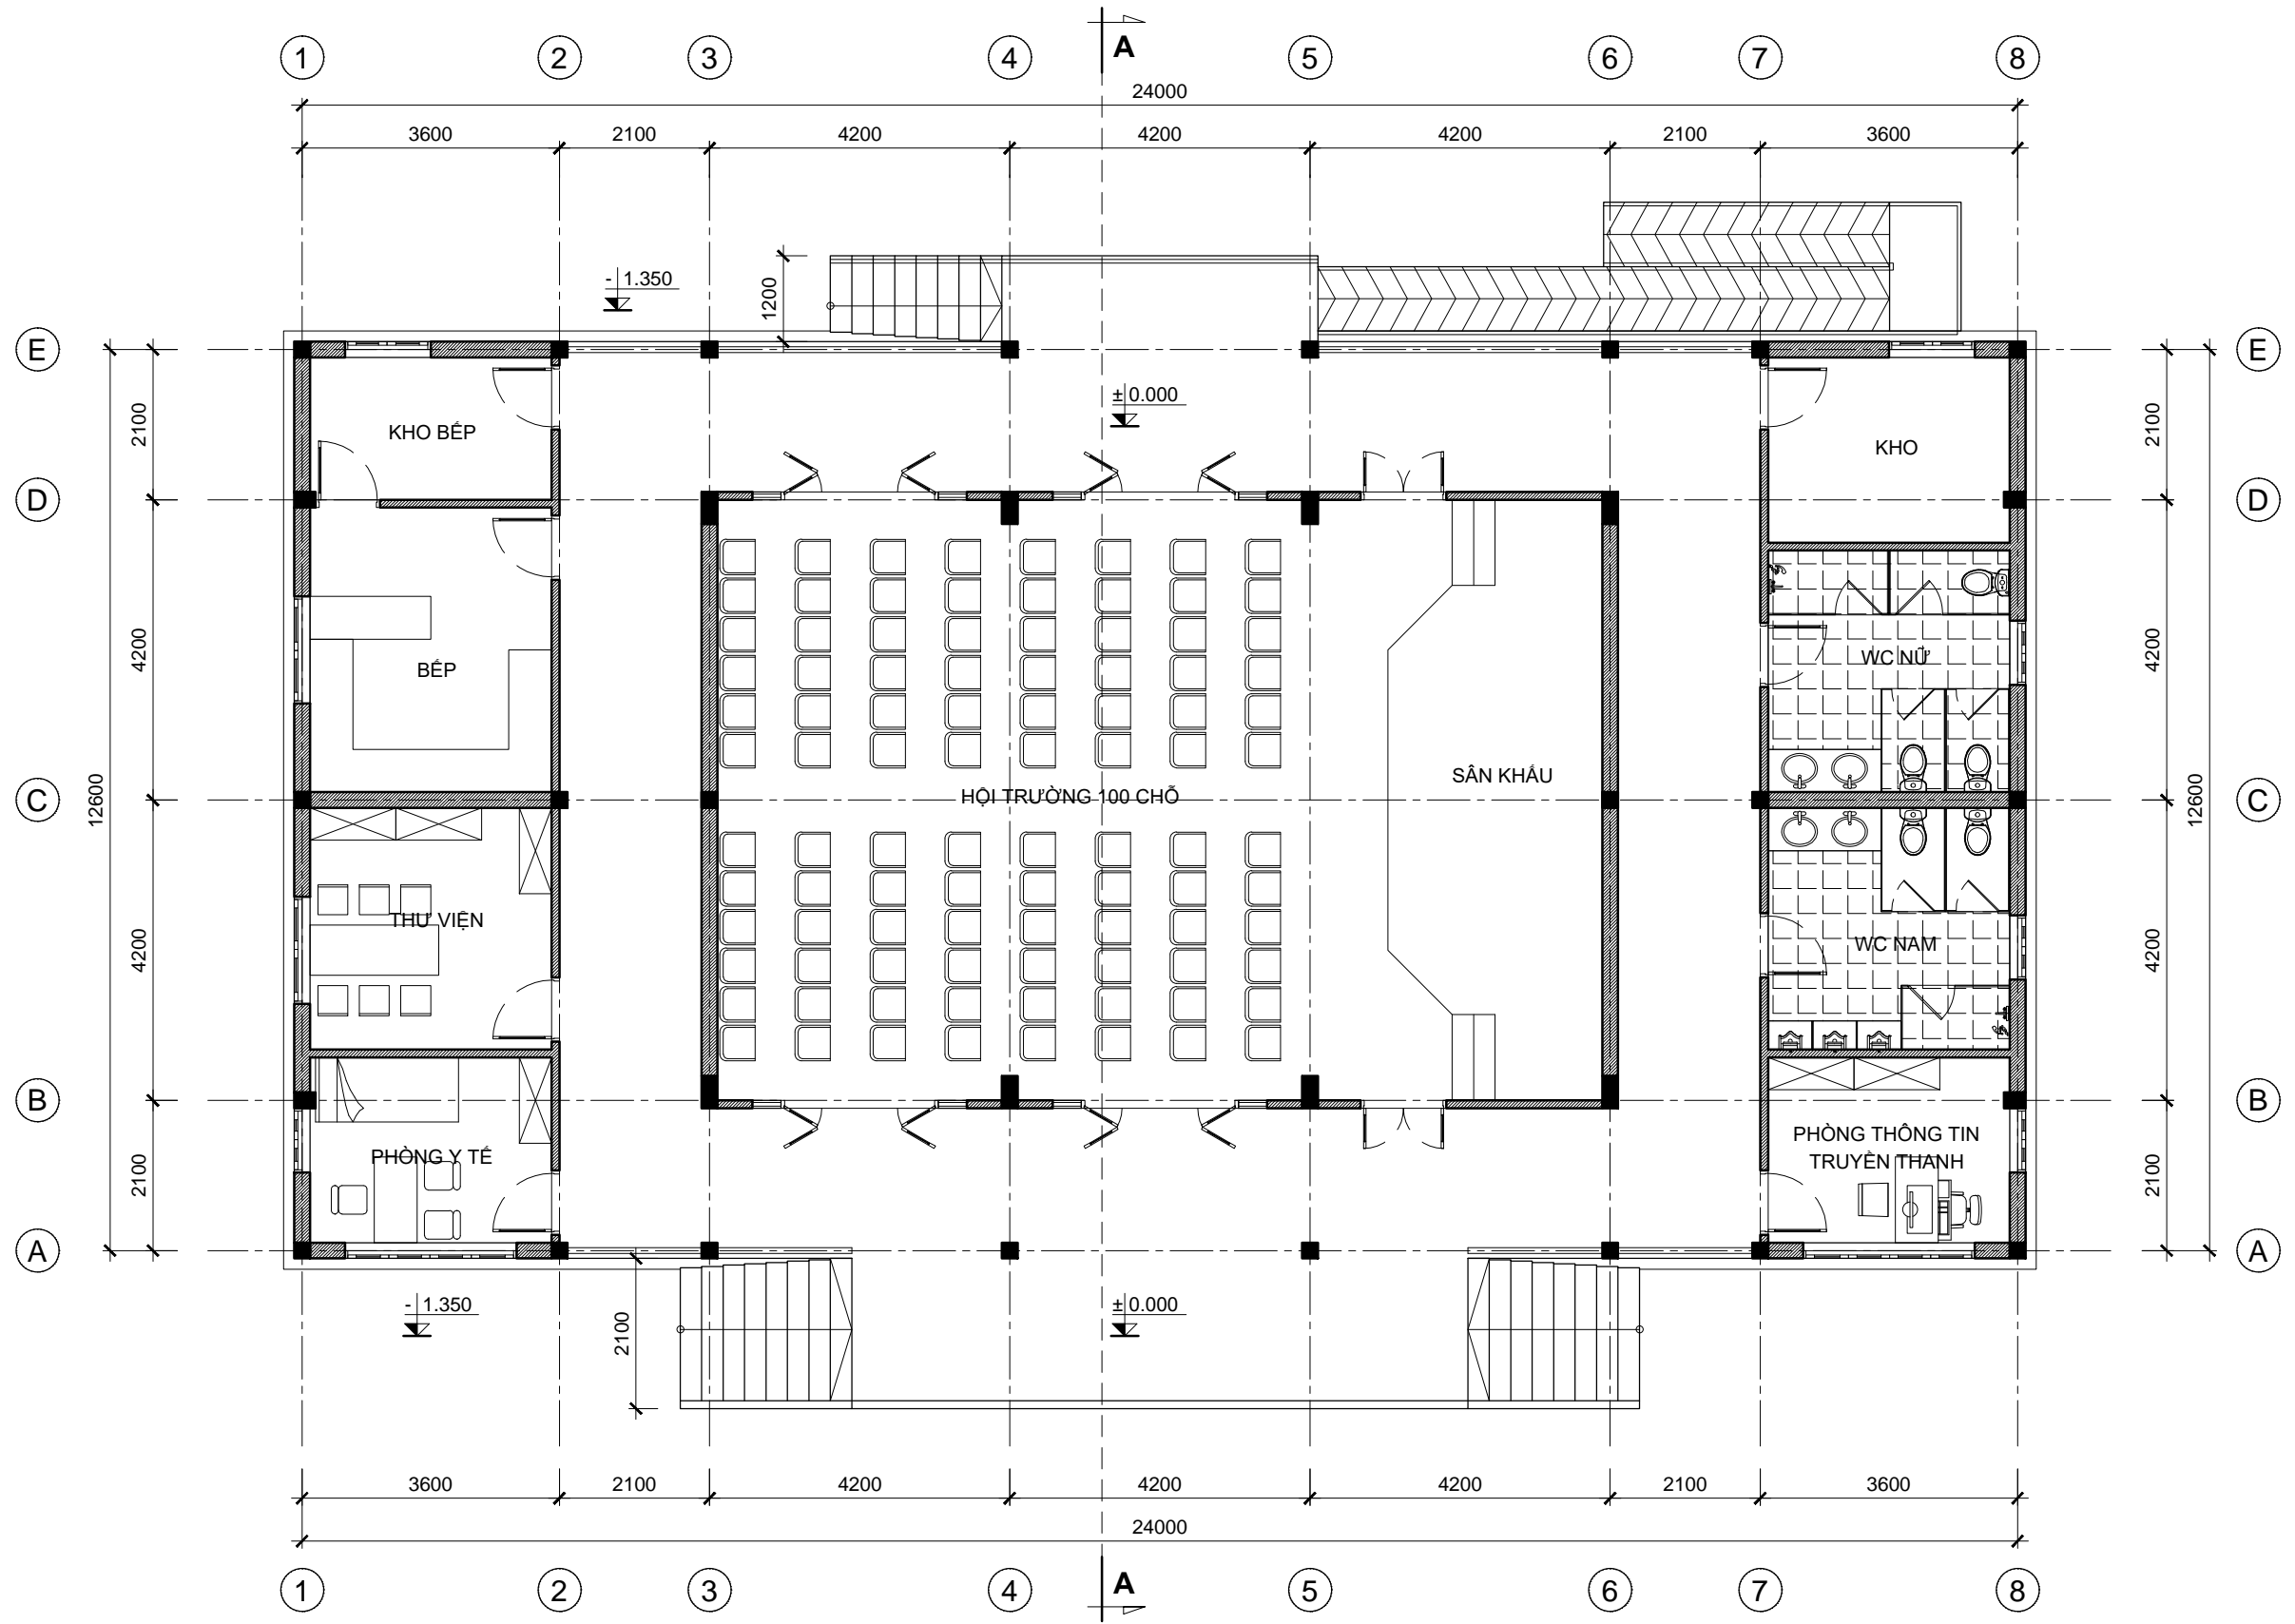 A
1 2 3 4 5 6 7 8
24000
3600 2100 4200 4200 4200 2100 3600
- 1.350
1200
E E
± 0.000
2100 KHO BẾP KHO 2100
D D
4200 BẾP WC NỮ 4200
SÂN KHẤU
12600 C HỘI TRƯỜNG 100 CHỖ C 12600
4200 THƯ VIỆN WC NAM 4200
B B
PHÒNG THÔNG TIN
2100 PHÒNG Y TẾ TRUYỀN THANH 2100
A A
- 1.350 ± 0.000
2100
3600 2100 4200 4200 4200 2100 3600
24000
A
1 2 3 4 5 6 7 8